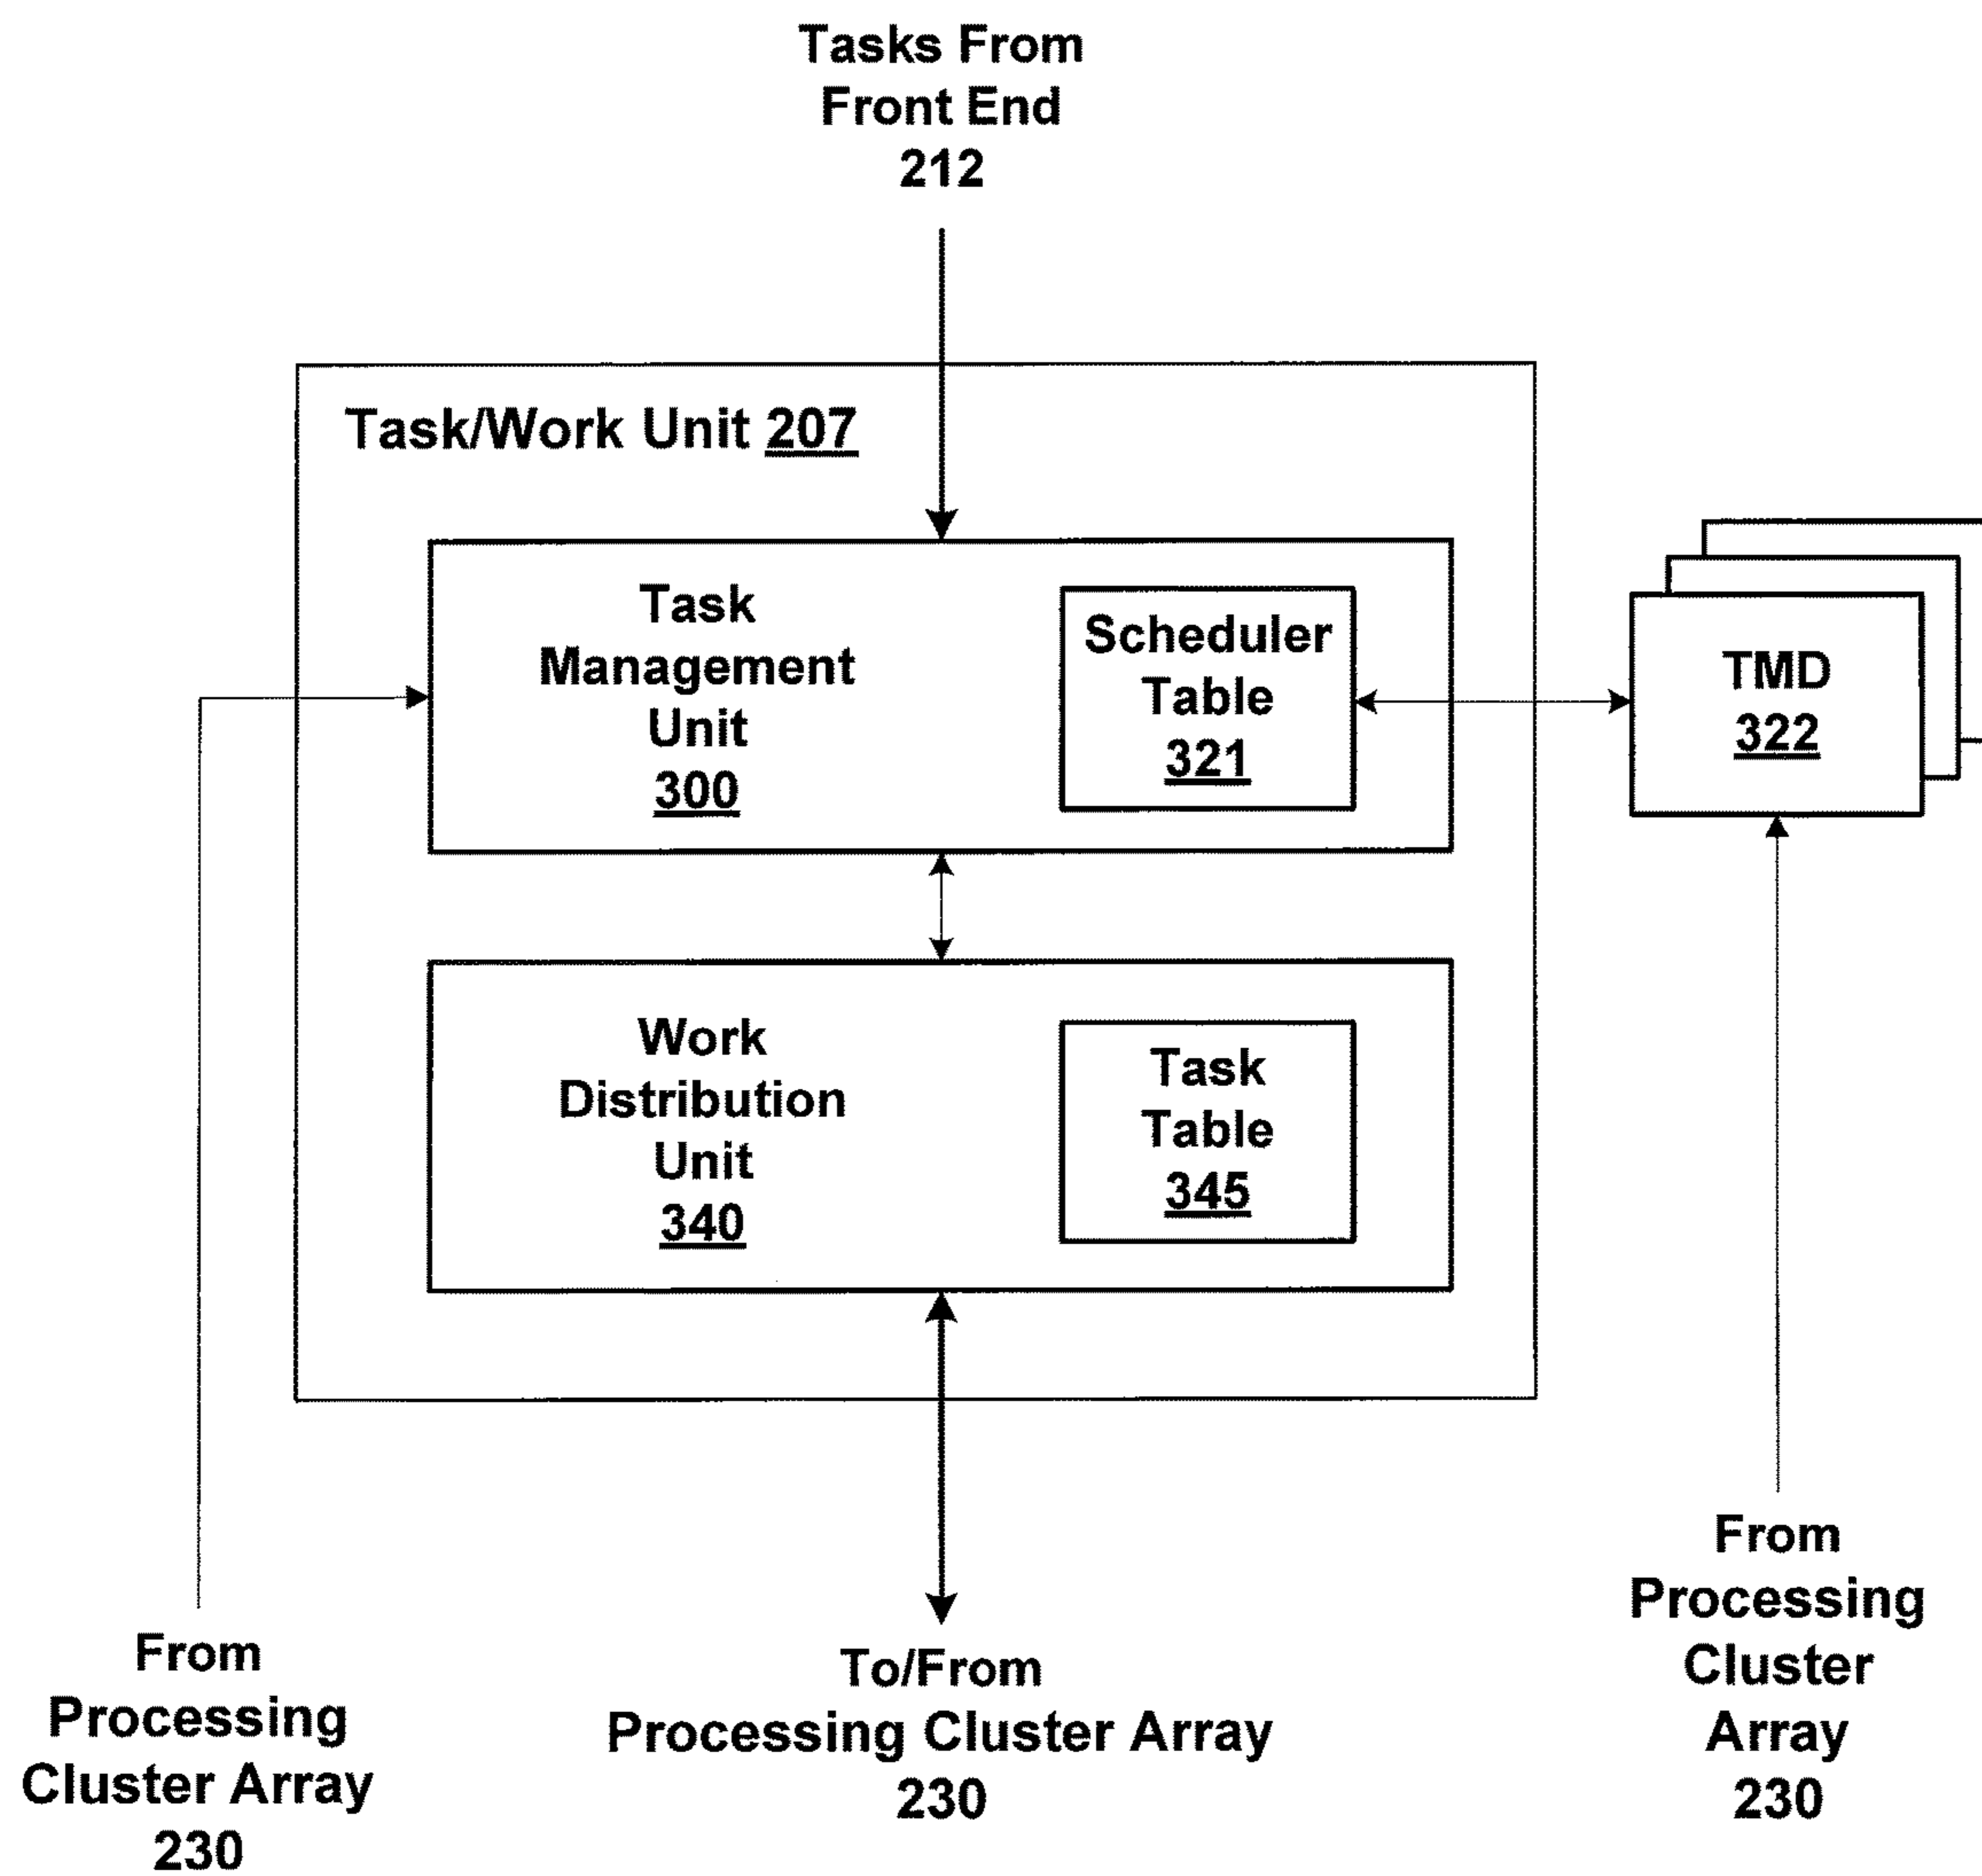 Tasks From
Front End
212
Task/Work Unit 207
Task
Management
Unit
300
Scheduler
Table
321
TMD
322
Work
Distribution
Unit
340
Task
Table
345
From
Processing
Cluster Array
230
To/From
Processing Cluster Array
230
From
Processing
Cluster
Array
230